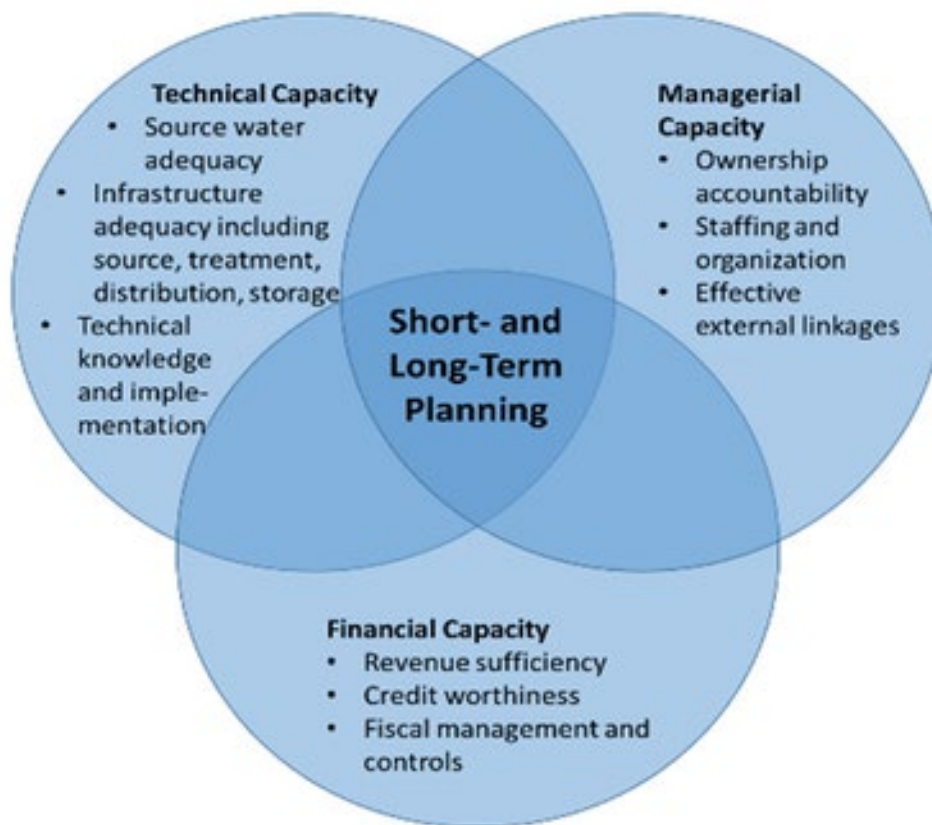 Technical Capacity
• Source water
adequacy
• Infrastructure
adequacy including
source, treatment,
distribution, storage
• Technical
knowledge
and imple-
mentation
Managerial
Capacity
• Ownership
accountability
• Staffing and
organization
• Effective
external linkages
Short- and
Long-Term
Planning
Financial Capacity
• Revenue sufficiency
• Credit worthiness
• Fiscal management and
controls